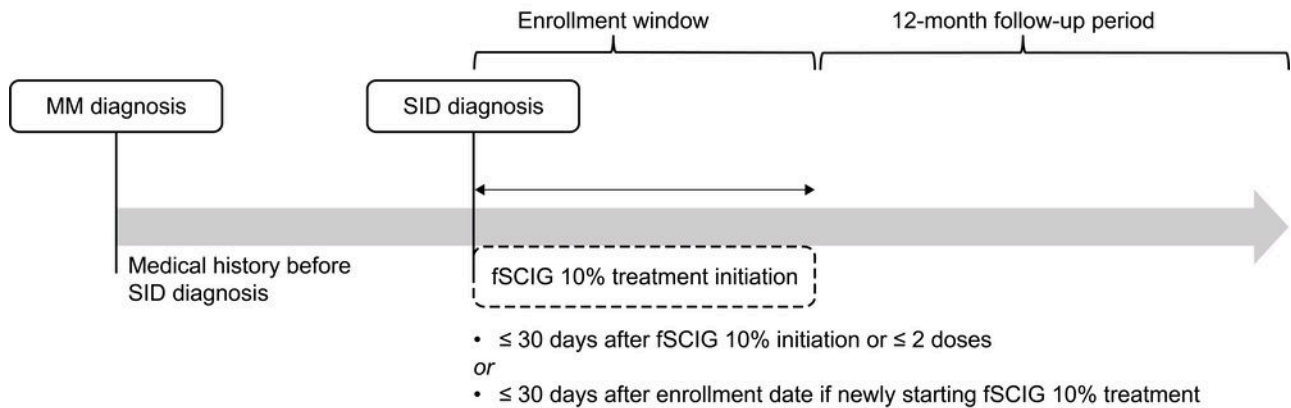 Enrollment window
12-month follow-up period
MM diagnosis
SID diagnosis
Medical history before
SID diagnosis
fSCIG 10% treatment initiation
• ≤ 30 days after fSCIG 10% initiation or ≤ 2 doses
or
• ≤ 30 days after enrollment date if newly starting fSCIG 10% treatment